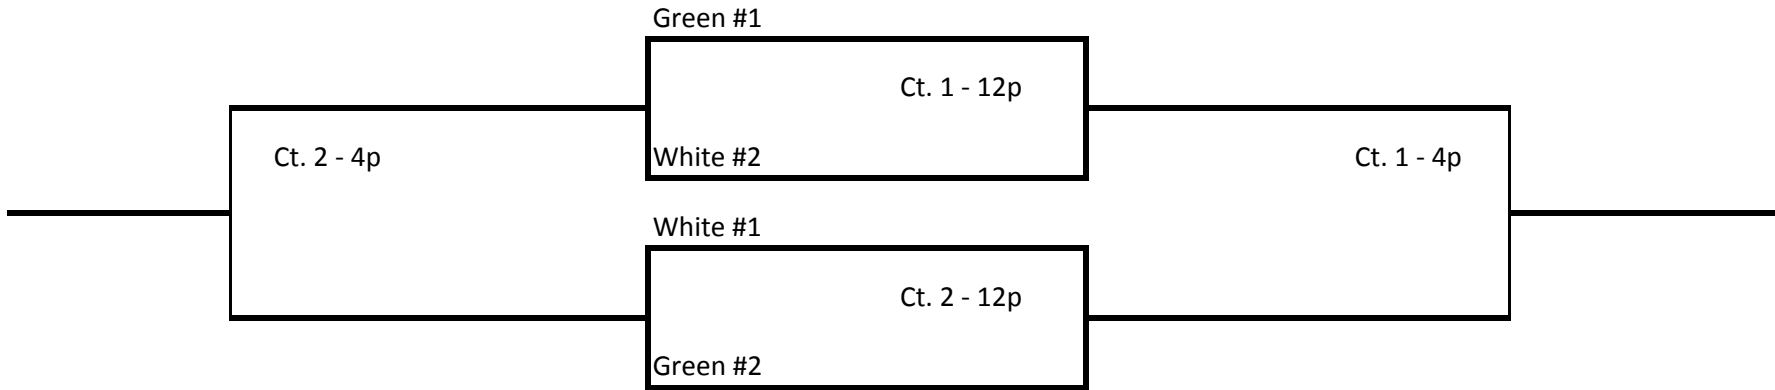 Green #1
Ct. 1 - 12p
Ct. 2 - 4p
White #2
Ct. 1 - 4p
White #1
Ct. 2 - 12p
Green #2